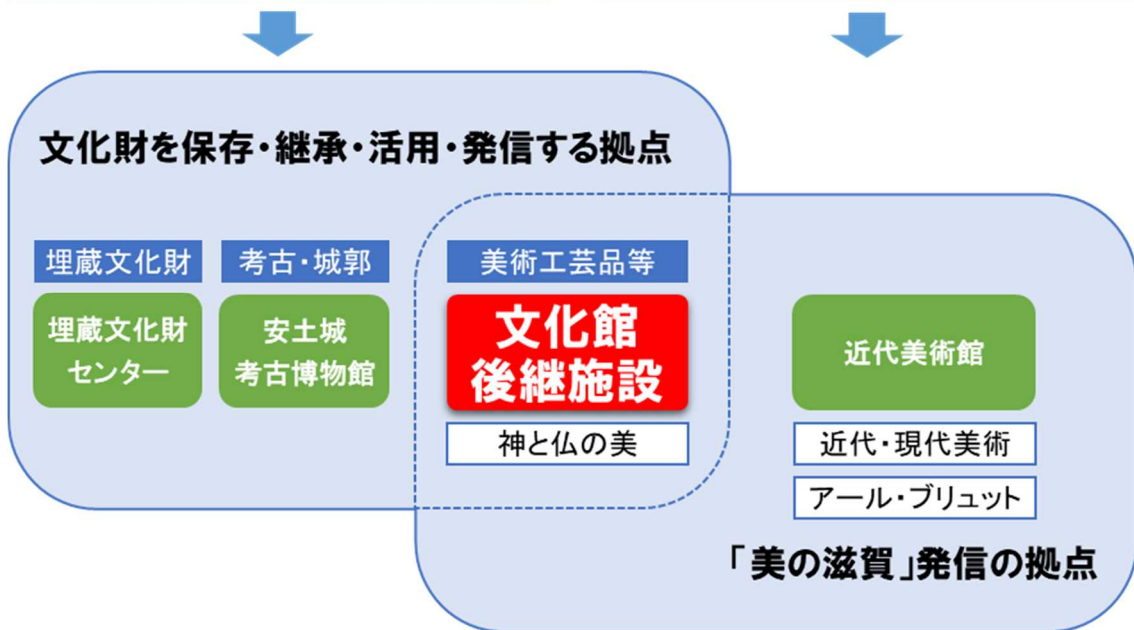 文化財を保存・継承・活用・発信する拠点
埋蔵文化財
埋蔵文化財
センター
考古・城郭
安土城
考古博物館
美術工芸品等
文化館
後継施設
神と仏の美
近代美術館
近代・現代美術
アール・ブリュット
「美の滋賀」発信の拠点